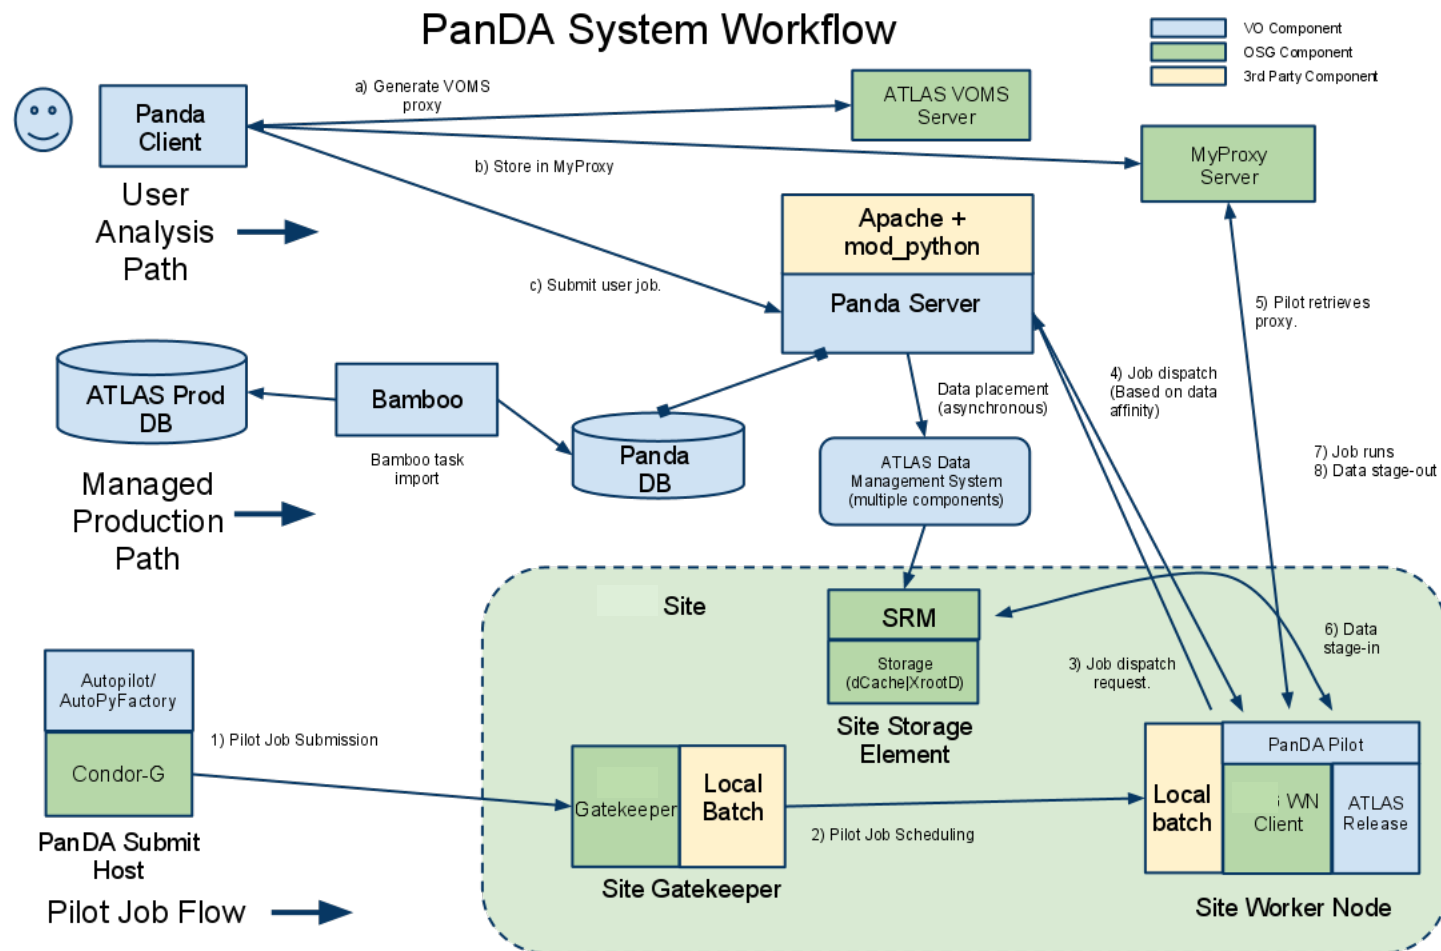 PanDA System Workflow
VO Component
OSG Component
3rd Party Component
Panda
Client
a) Generate VOMS
proxy
ATLAS VOMS
Server
b) Store in MyProxy
MyProxy
Server
User
Analysis
Path
Apache +
mod_python
Panda Server
c) Submit user job.
5) Pilot retrieves
proxy.
ATLAS Prod
DB
Bamboo
Bamboo task
import
Panda
DB
Data placement
(asynchronous)
4) Job dispatch
(Based on data
affinity)
ATLAS Data
Management System
(multiple components)
7) Job runs
8) Data stage-out
Managed
Production
Path
Site
SRM
Storage
(dCache|XrootD)
Site Storage
Element
6) Data
stage-in
3) Job dispatch
request.
Autopilot/
AutoPyFactory
Condor-G
PanDA Submit
Host
1) Pilot Job Submission
Gatekeeper
Local
Batch
Site Gatekeeper
2) Pilot Job Scheduling
PanDA Pilot
Local
batch
WN
Client
ATLAS
Release
Site Worker Node
Pilot Job Flow